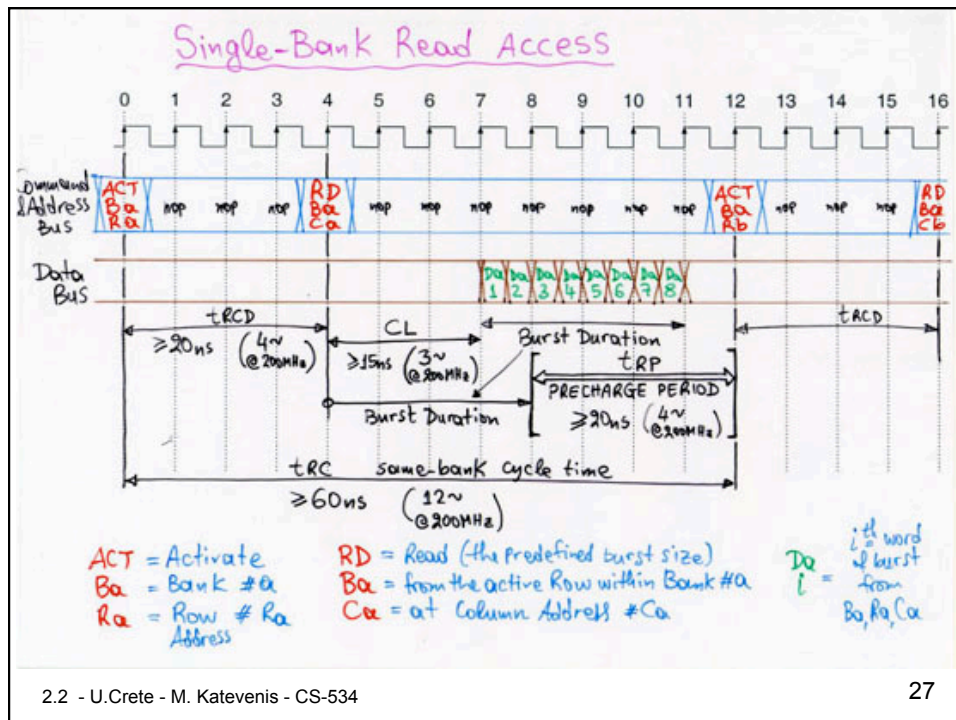 Single-Bank Read Access
0 1 2 3 4 5 6 7 8 9 10 11 12 13 14 15 16
Command
&Address
Bus
ACT Ba Ra
nop nop nop
RD Ba Ca
nop nop nop nop nop nop nop
ACT Ba Rb
nop nop nop
RD Ba Cb
Data
Bus
Da 1 Da 2 Da 3 Da 4 Da 5 Da 6 Da 7 Da 8
tRCD
≥20ns (4~ @200MHz)
CL
≥15ns (3~ @200MHz)
Burst Duration
tRCD
Burst Duration
tRP
PRECHARGE PERIOD
≥20ns (4~ @200MHz)
tRC same-bank cycle time
≥60ns (12~ @200MHz)
ACT = Activate
Ba = Bank #a
Ra = Row # Ra
Address
RD = Read (the predefined burst size)
Ba = from the active Row within Bank #a
Ca = at Column Address #Ca
Da i = i th word
of burst
from
Ba, Ra, Ca
2.2 - U.Crete - M. Katevenis - CS-534
27